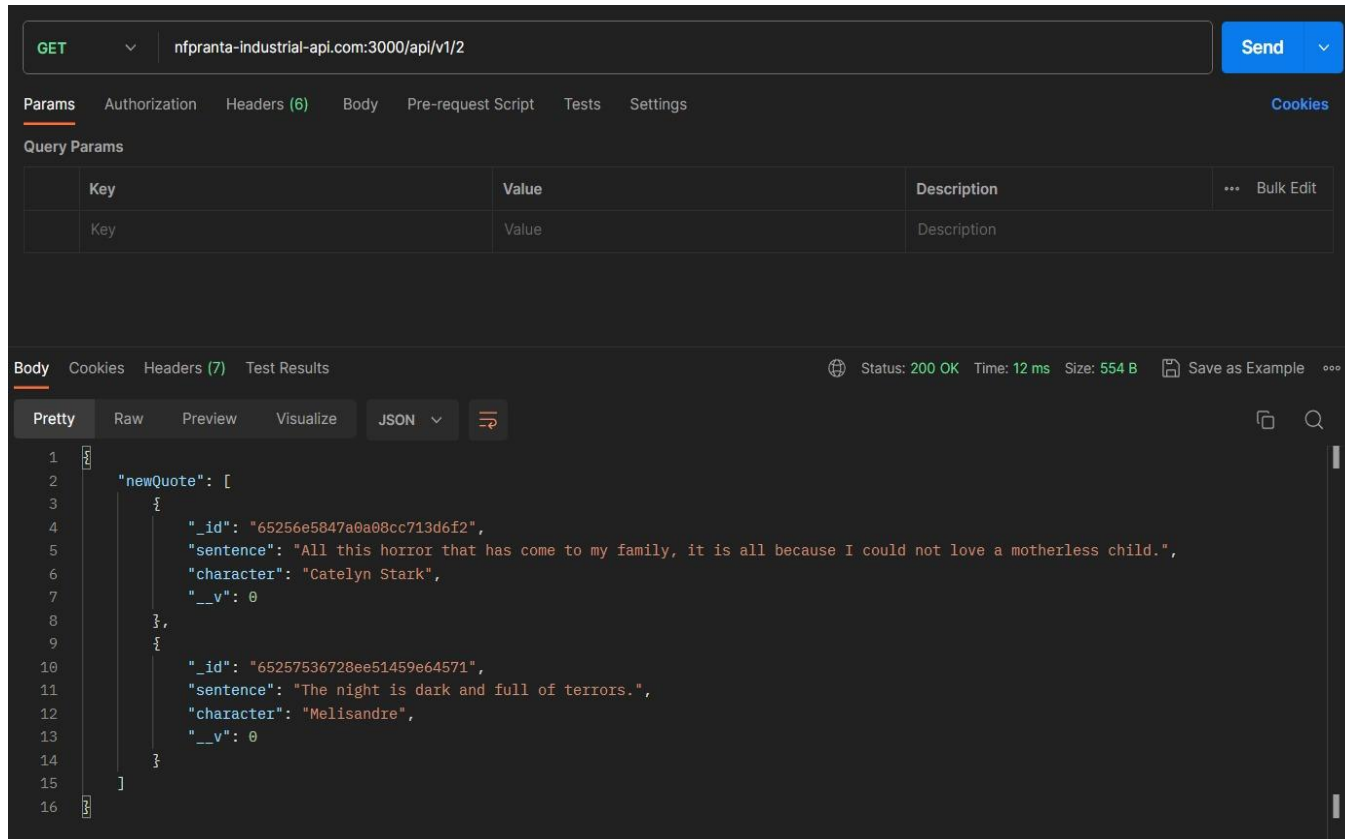 GET nfpranta-industrial-api.com:3000/api/v1/2 Send
Params Authorization Headers (6) Body Pre-request Script Tests Settings Cookies
Query Params
Key Value Description ••• Bulk Edit
Key Value Description
Body Cookies Headers (7) Test Results Status: 200 OK Time: 12 ms Size: 554 B Save as Example •••
Pretty Raw Preview Visualize JSON
1 {
2 "newQuote": [
3 {
4 "_id": "65256e5847a0a08cc713d6f2",
5 "sentence": "All this horror that has come to my family, it is all because I could not love a motherless child.",
6 "character": "Catelyn Stark",
7 "__v": 0
8 },
9 {
10 "_id": "65257536728ee51459e64571",
11 "sentence": "The night is dark and full of terrors.",
12 "character": "Melisandre",
13 "__v": 0
14 }
15 ]
16 }